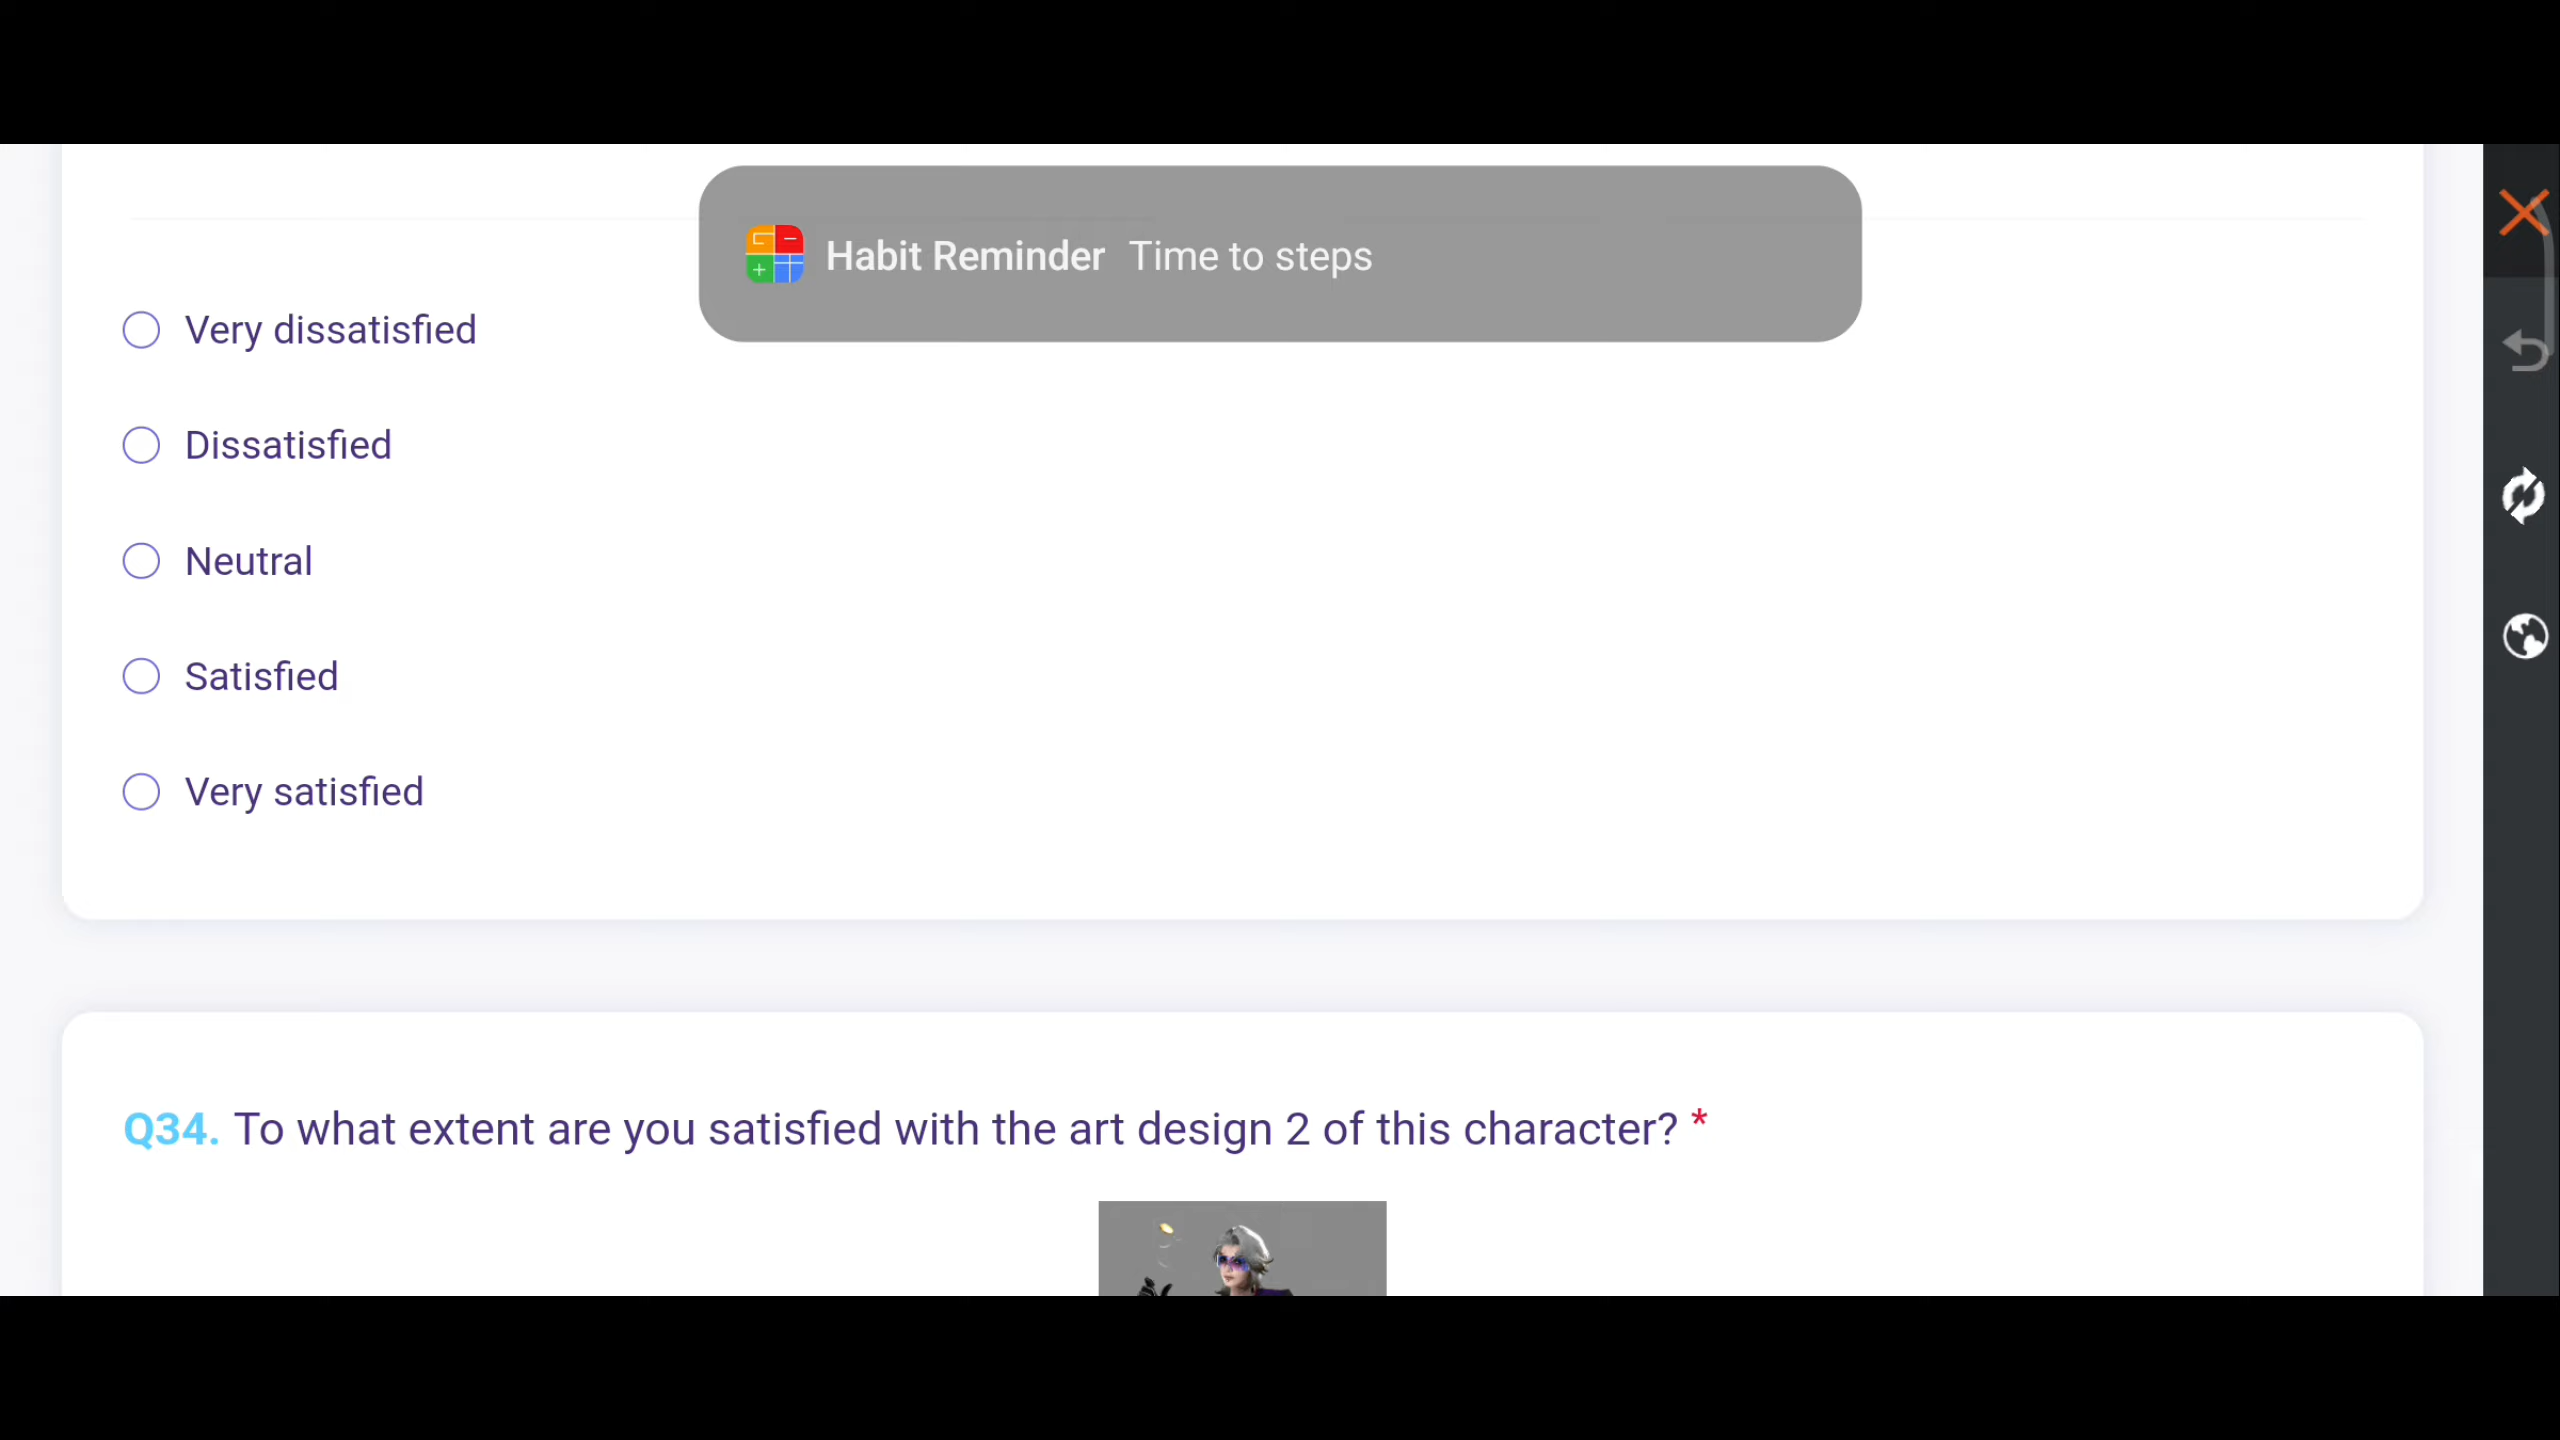 Habit Reminder Time to steps
Very dissatisfied
Dissatisfied
Neutral
Satisfied
Very satisfied
Q34. To what extent are you satisfied with the art design 2 of this character? *